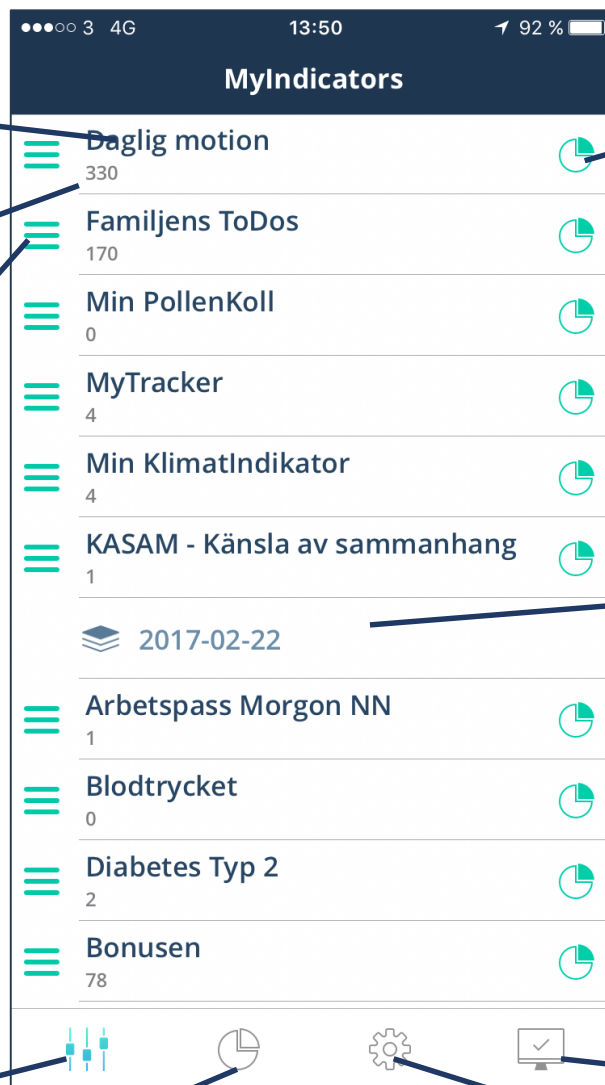 3 4G 13:50 92 %
MyIndicators
Daglig motion
330
Familjens ToDos
170
Min PollenKoll
0
MyTracker
4
Min KlimatIndikator
4
KASAM - Känsla av sammanhang
1
2017-02-22
Arbetspass Morgon NN
1
Blodtrycket
0
Diabetes Typ 2
2
Bonusen
78